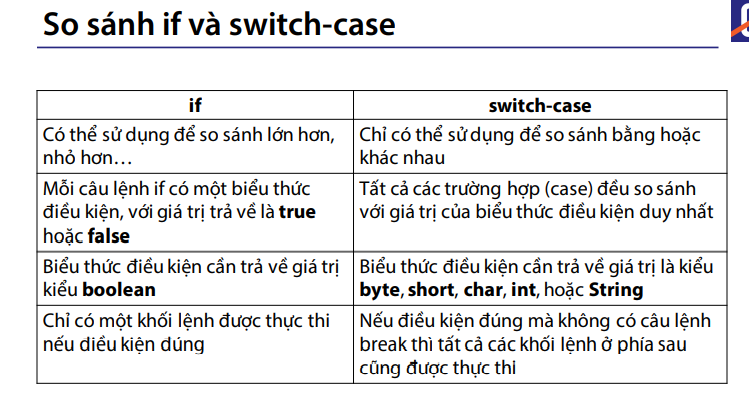 So sánh if và switch-case
if
switch-case
Có thể sử dụng để so sánh lớn hơn,
nhỏ hơn…
Chỉ có thể sử dụng để so sánh bằng hoặc
khác nhau
Mỗi câu lệnh if có một biểu thức
điều kiện, với giá trị trả về là true
hoặc false
Tất cả các trường hợp (case) đều so sánh
với giá trị của biểu thức điều kiện duy nhất
Biểu thức điều kiện cần trả về giá trị
kiểu boolean
Biểu thức điều kiện cần trả về giá trị là kiểu
byte, short, char, int, hoặc String
Chỉ có một khối lệnh được thực thi
nếu điều kiện đúng
Nếu điều kiện đúng mà không có câu lệnh
break thì tất cả các khối lệnh ở phía sau
cũng được thực thi